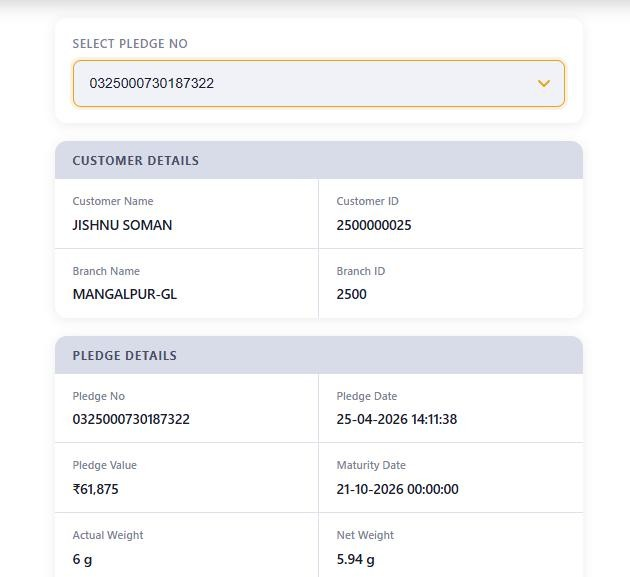 SELECT PLEDGE NO
0325000730187322
CUSTOMER DETAILS
Customer Name
Customer ID
JISHNU SOMAN
2500000025
Branch Name
Branch ID
MANGALPUR-GL
2500
PLEDGE DETAILS
Pledge No
Pledge Date
0325000730187322
25-04-2026 14:11:38
Pledge Value
Maturity Date
₹61,875
21-10-2026 00:00:00
Actual Weight
Net Weight
6 g
5.94 g